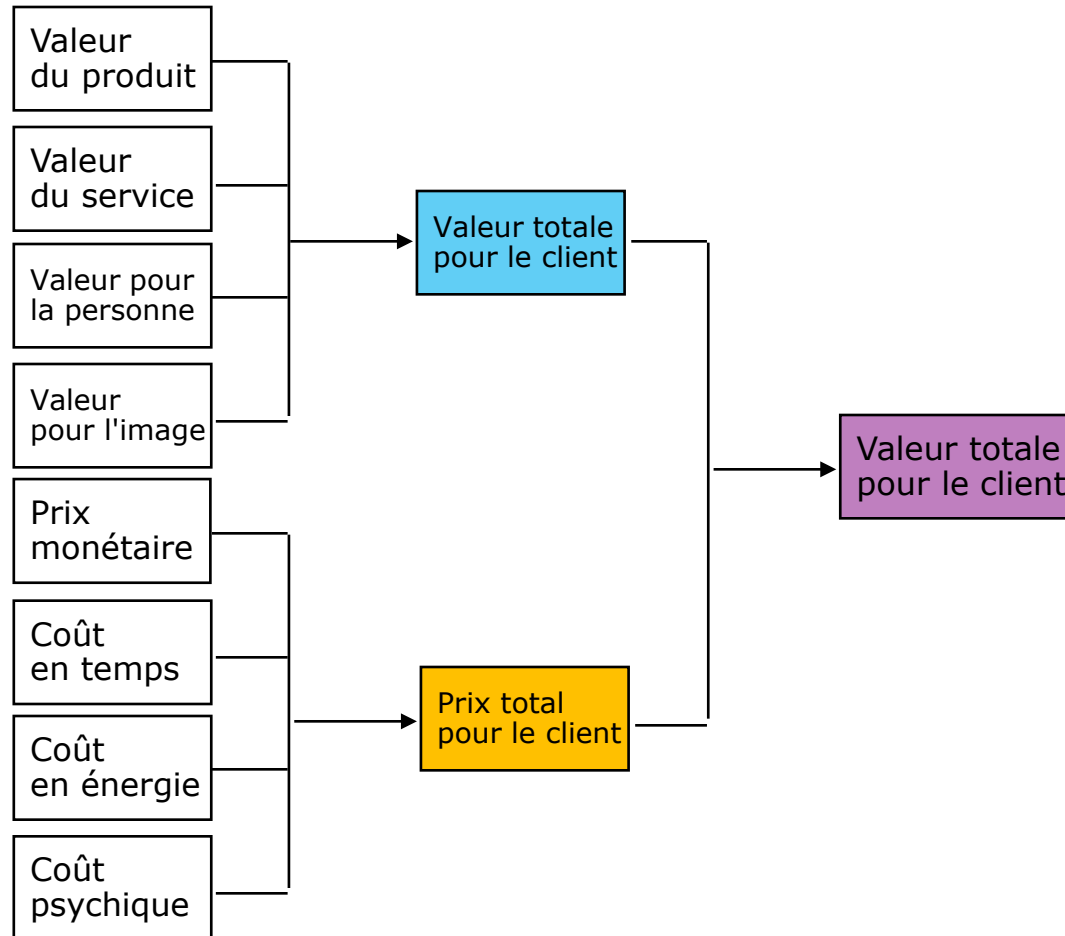 Valeur
du produit
Valeur
du service
Valeur pour
la personne
Valeur
pour l'image
Prix
monétaire
Coût
en temps
Coût
en énergie
Coût
psychique
Valeur totale
pour le client
Prix total
pour le client
Valeur totale
pour le client